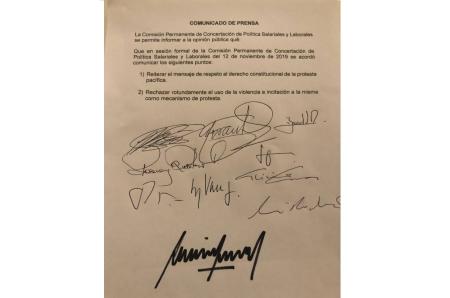 COMUNICADO DE PRENSA
La Comisión Permanente de Concertación de Política Salariales y Laborales
se permite informar a la opinión pública que:
Que en sesión formal de la Comisión Permanente de Concertación de
Política Salariales y Laborales del 12 de noviembre de 2019 se acordó
comunicar los siguientes puntos:
1) Reiterar el mensaje de respeto al derecho constitucional de la protesta
pacífica.
2) Rechazar rotundamente el uso de la violencia e incitación a la misma
como mecanismo de protesta.